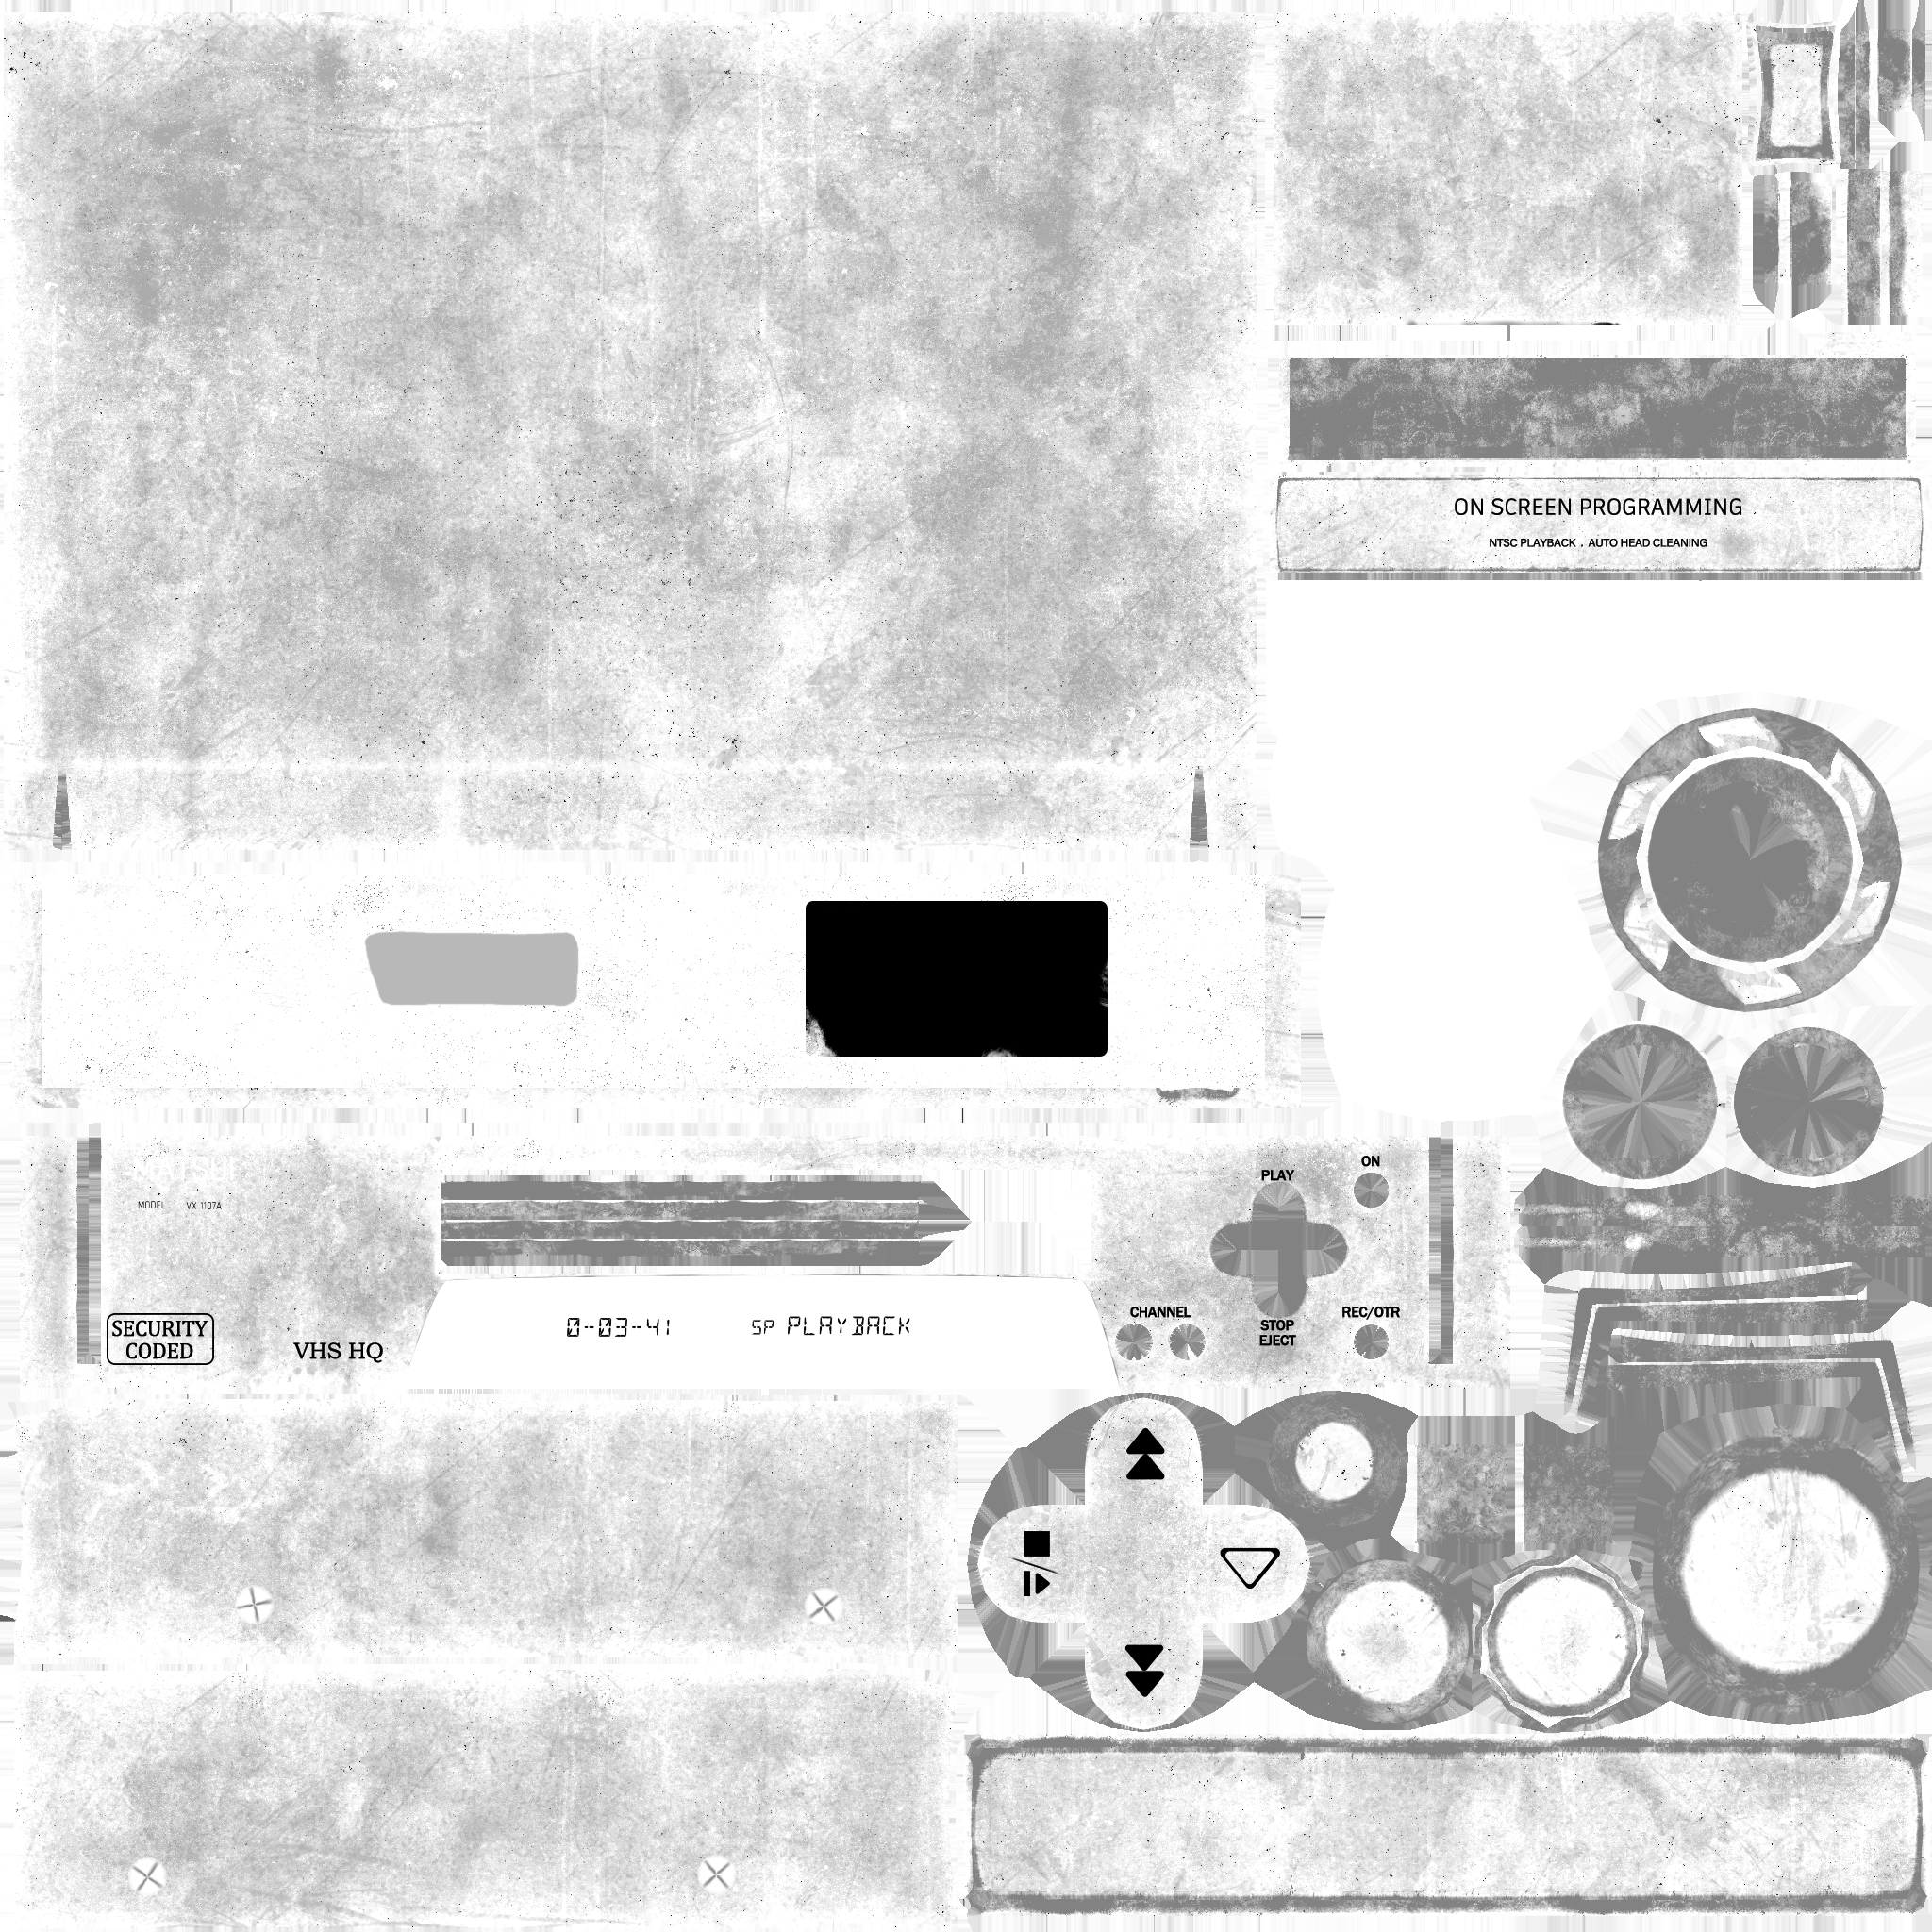 ON SCREEN PROGRAMMING
NTSC PLAYBACK . AUTO HEAD CLEANING
MODEL VX 1107A
PLAY
ON
CHANNEL
STOP
EJECT
REC/OTR
SECURITY
CODED
VHS HQ
0--03--41 SP PLAYBACK